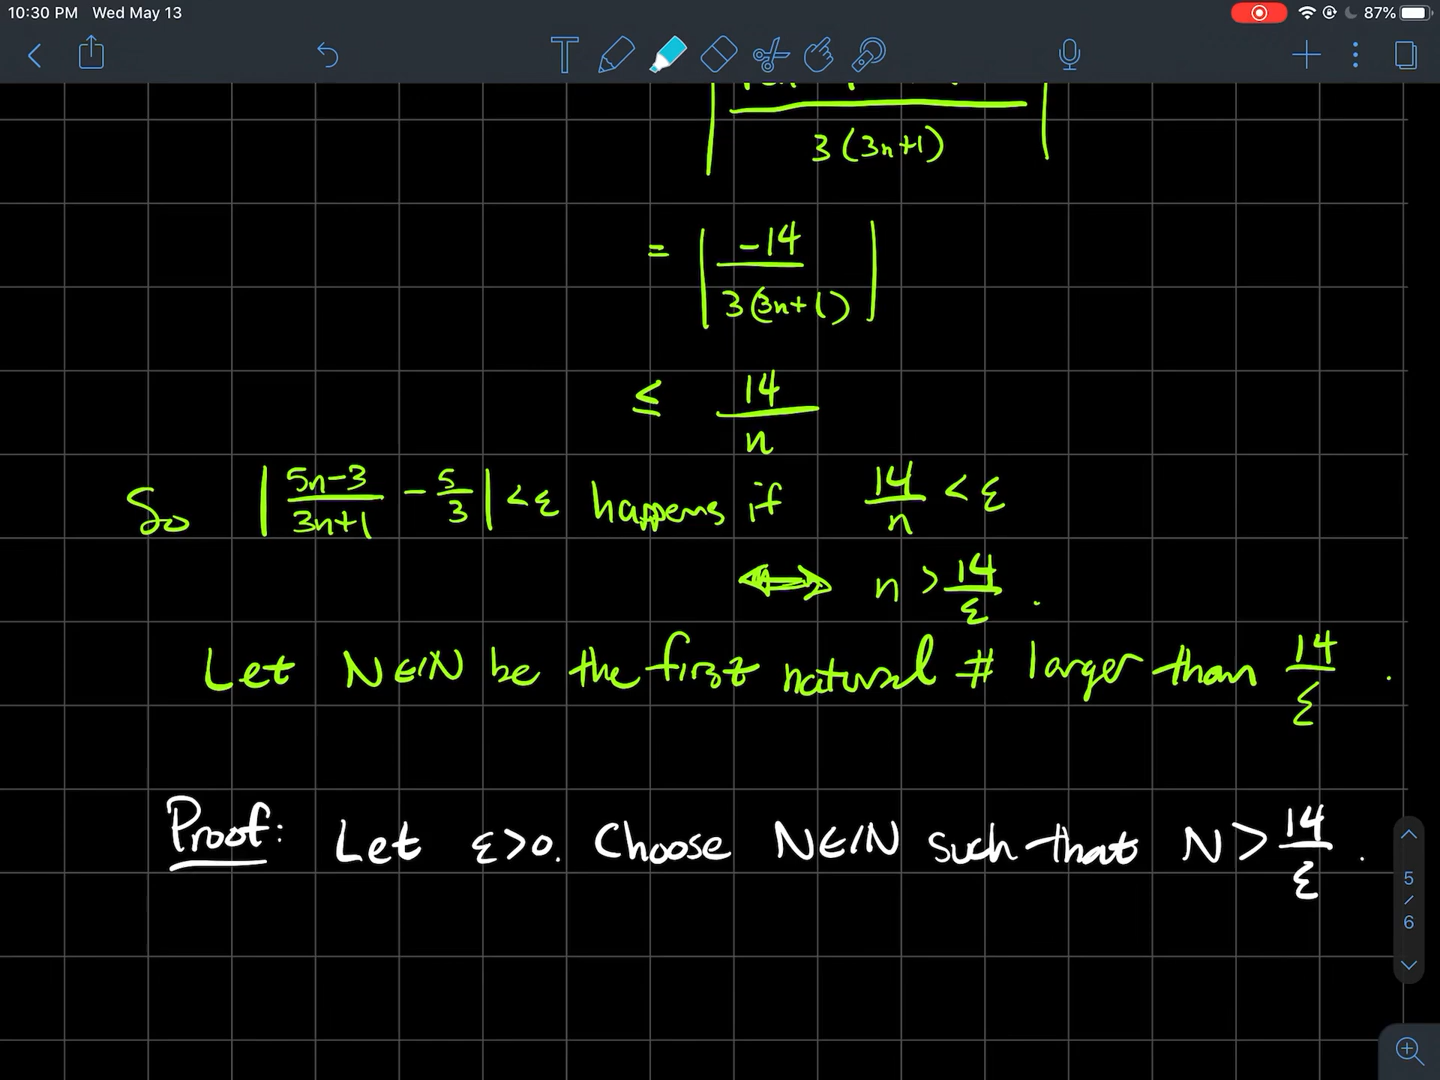 10:30 PM Wed May 13 87%
T
3(3n+1)
= | -14 / 3(3n+1) |
≤ 14/n
So | 5n-3 / 3n+1 - 5/3 | < ε happens if 14/n < ε
⟺ n > 14/ε .
Let N∈ℕ be the first natural # larger than 14/ε .
Proof: Let ε>0. Choose N∈ℕ such that N > 14/ε .
5 / 6